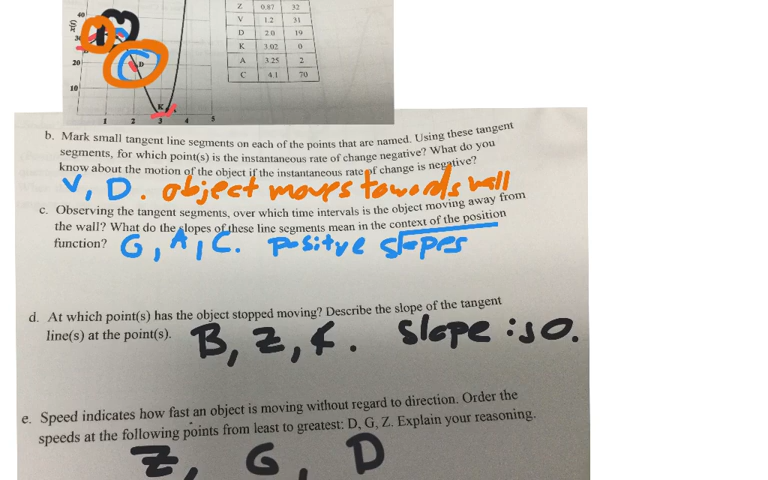 Z 0.87 32
40
V 1.2 31
D 2.0 19
K 3.02 0
20 D
A 3.25 2
C 4.1 70
10
K
1 2 3 4 5
b. Mark small tangent line segments on each of the points that are named. Using these tangent
segments, for which point(s) is the instantaneous rate of change negative? What do you
know about the motion of the object if the instantaneous rate of change is negative?
V, D. object moves towards wall
c. Observing the tangent segments, over which time intervals is the object moving away from
the wall? What do the slopes of these line segments mean in the context of the position
function? G, A, C. positive slopes
d. At which point(s) has the object stopped moving? Describe the slope of the tangent
line(s) at the point(s). B, Z, K. slope is 0.
e. Speed indicates how fast an object is moving without regard to direction. Order the
speeds at the following points from least to greatest: D, G, Z. Explain your reasoning.
Z, G, D